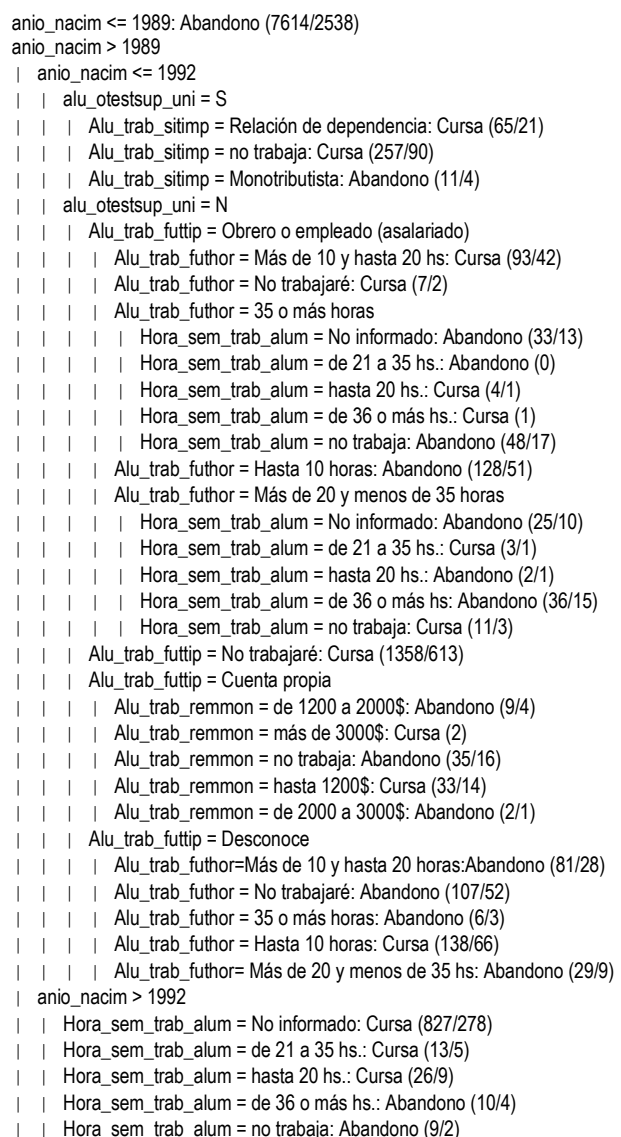 anio_nacim <= 1989: Abandono (7614/2538)
anio_nacim > 1989
| anio_nacim <= 1992
| | alu_otestsup_uni = S
| | | Alu_trab_sitimp = Relación de dependencia: Cursa (65/21)
| | | Alu_trab_sitimp = no trabaja: Cursa (257/90)
| | | Alu_trab_sitimp = Monotributista: Abandono (11/4)
| | alu_otestsup_uni = N
| | | Alu_trab_futtip = Obrero o empleado (asalariado)
| | | | Alu_trab_futhor = Más de 10 y hasta 20 hs: Cursa (93/42)
| | | | Alu_trab_futhor = No trabajaré: Cursa (7/2)
| | | | Alu_trab_futhor = 35 o más horas
| | | | | Hora_sem_trab_alum = No informado: Abandono (33/13)
| | | | | Hora_sem_trab_alum = de 21 a 35 hs.: Abandono (0)
| | | | | Hora_sem_trab_alum = hasta 20 hs.: Cursa (4/1)
| | | | | Hora_sem_trab_alum = de 36 o más hs.: Cursa (1)
| | | | | Hora_sem_trab_alum = no trabaja: Abandono (48/17)
| | | | Alu_trab_futhor = Hasta 10 horas: Abandono (128/51)
| | | | Alu_trab_futhor = Más de 20 y menos de 35 horas
| | | | | Hora_sem_trab_alum = No informado: Abandono (25/10)
| | | | | Hora_sem_trab_alum = de 21 a 35 hs.: Cursa (3/1)
| | | | | Hora_sem_trab_alum = hasta 20 hs.: Abandono (2/1)
| | | | | Hora_sem_trab_alum = de 36 o más hs: Abandono (36/15)
| | | | | Hora_sem_trab_alum = no trabaja: Cursa (11/3)
| | | Alu_trab_futtip = No trabajaré: Cursa (1358/613)
| | | Alu_trab_futtip = Cuenta propia
| | | | Alu_trab_remmon = de 1200 a 2000$: Abandono (9/4)
| | | | Alu_trab_remmon = más de 3000$: Cursa (2)
| | | | Alu_trab_remmon = no trabaja: Abandono (35/16)
| | | | Alu_trab_remmon = hasta 1200$: Cursa (33/14)
| | | | Alu_trab_remmon = de 2000 a 3000$: Abandono (2/1)
| | | Alu_trab_futtip = Desconoce
| | | | Alu_trab_futhor=Más de 10 y hasta 20 horas:Abandono (81/28)
| | | | Alu_trab_futhor = No trabajaré: Abandono (107/52)
| | | | Alu_trab_futhor = 35 o más horas: Abandono (6/3)
| | | | Alu_trab_futhor = Hasta 10 horas: Cursa (138/66)
| | | | Alu_trab_futhor= Más de 20 y menos de 35 hs: Abandono (29/9)
| anio_nacim > 1992
| | Hora_sem_trab_alum = No informado: Cursa (827/278)
| | Hora_sem_trab_alum = de 21 a 35 hs.: Cursa (13/5)
| | Hora_sem_trab_alum = hasta 20 hs.: Cursa (26/9)
| | Hora_sem_trab_alum = de 36 o más hs.: Abandono (10/4)
| | Hora_sem_trab_alum = no trabaja: Abandono (9/2)